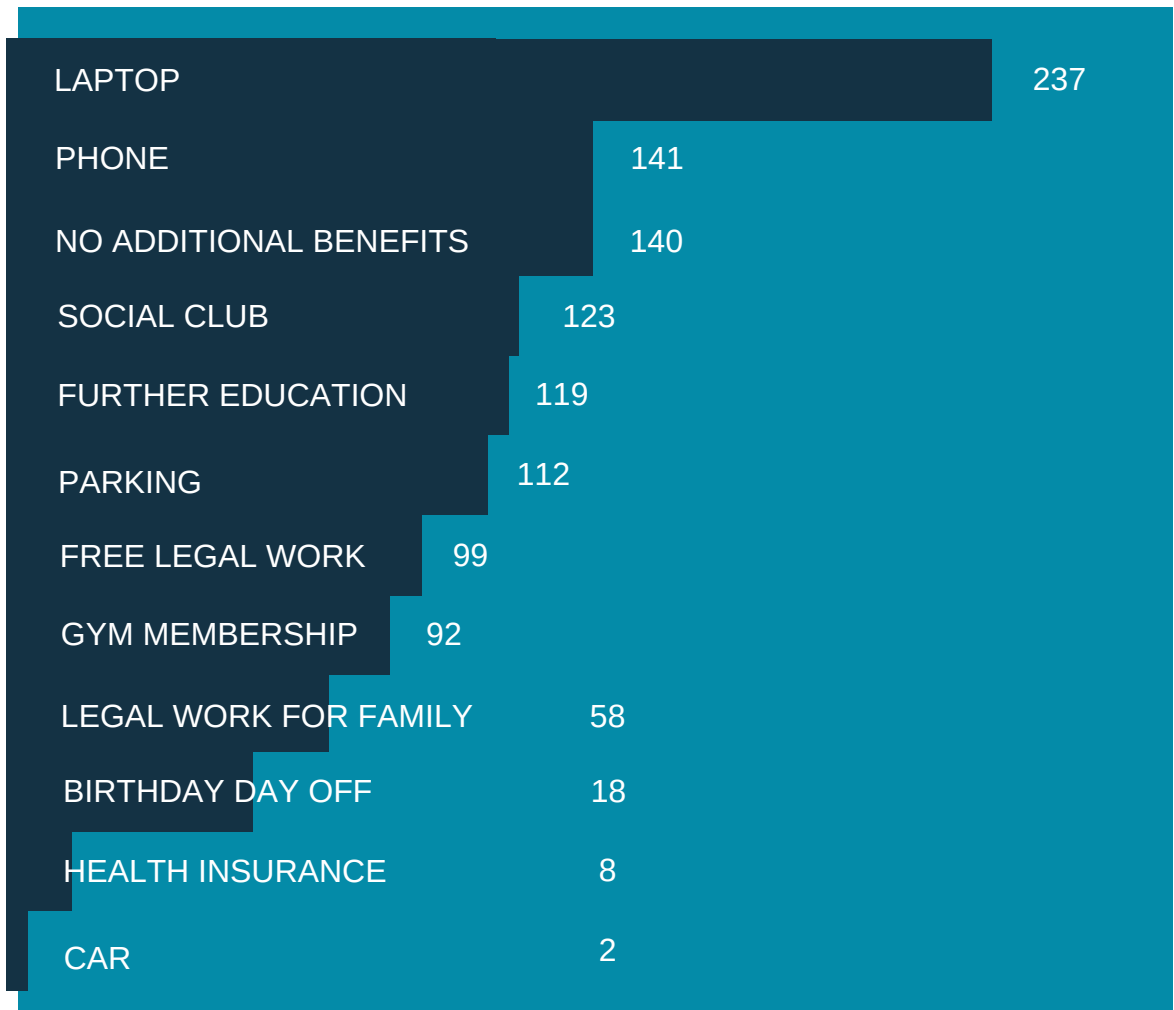 LAPTOP 237
PHONE 141
NO ADDITIONAL BENEFITS 140
SOCIAL CLUB 123
FURTHER EDUCATION 119
PARKING 112
FREE LEGAL WORK 99
GYM MEMBERSHIP 92
LEGAL WORK FOR FAMILY 58
BIRTHDAY DAY OFF 18
HEALTH INSURANCE 8
CAR 2